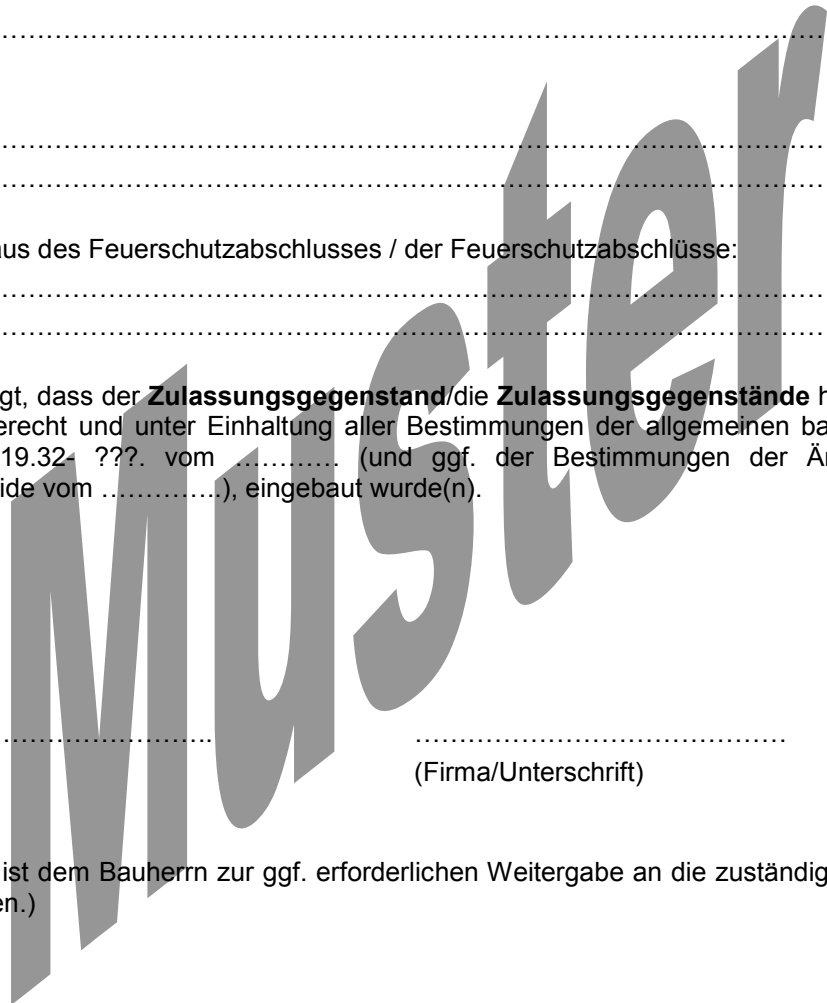 ……………………………………………………………………………
……………………………………………………………………………
……………………………………………………………………………
aus des Feuerschutzabschlusses / der Feuerschutzabschlüsse:
……………………………………………………………………………
……………………………………………………………………………
gt, dass der Zulassungsgegenstand/die Zulassungsgegenstände h
erecht und unter Einhaltung aller Bestimmungen der allgemeinen ba
19.32- ???. vom ………… (und ggf. der Bestimmungen der Än
ide vom …………..), eingebaut wurde(n).
…………………….
…………………………………
(Firma/Unterschrift)
ist dem Bauherrn zur ggf. erforderlichen Weitergabe an die zuständig
en.)
Muster